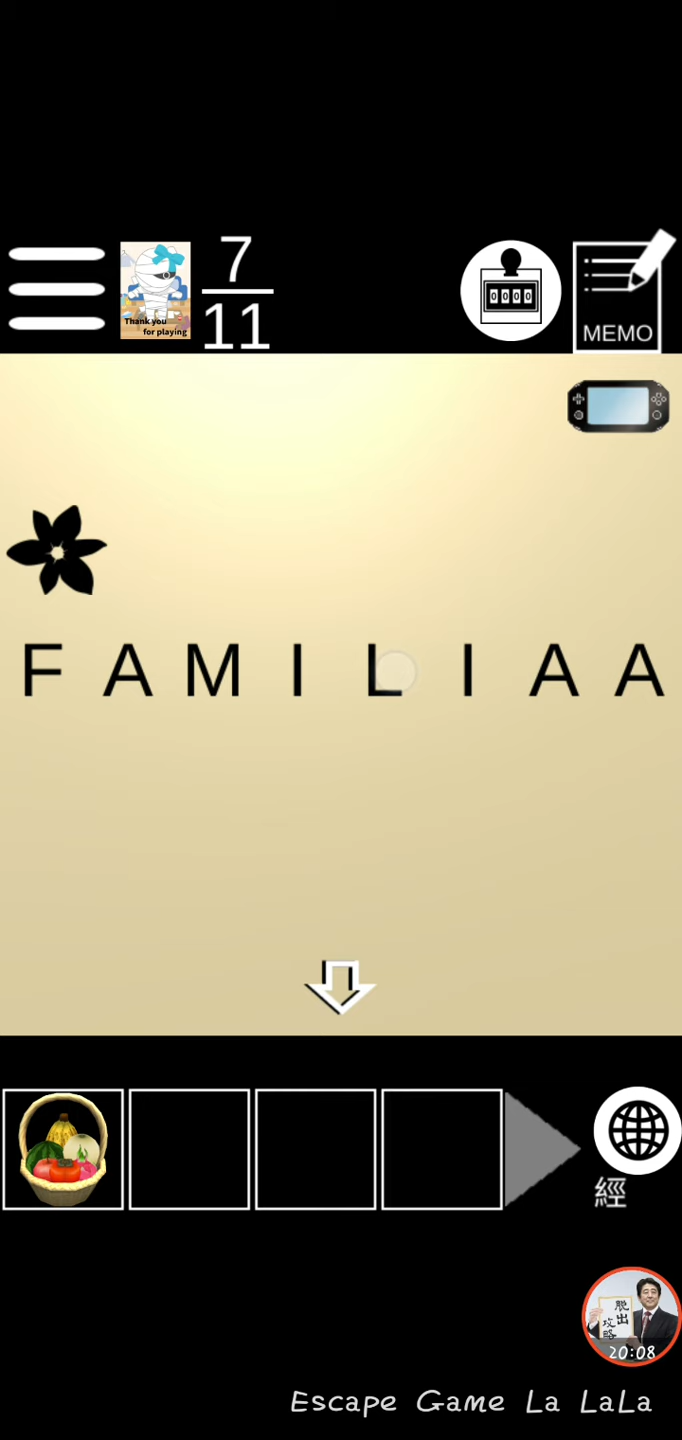 7
11
Thank you
for playing
0000
MEMO
FAMILIAA
經
脱出
攻略
20:08
Escape Game La LaLa